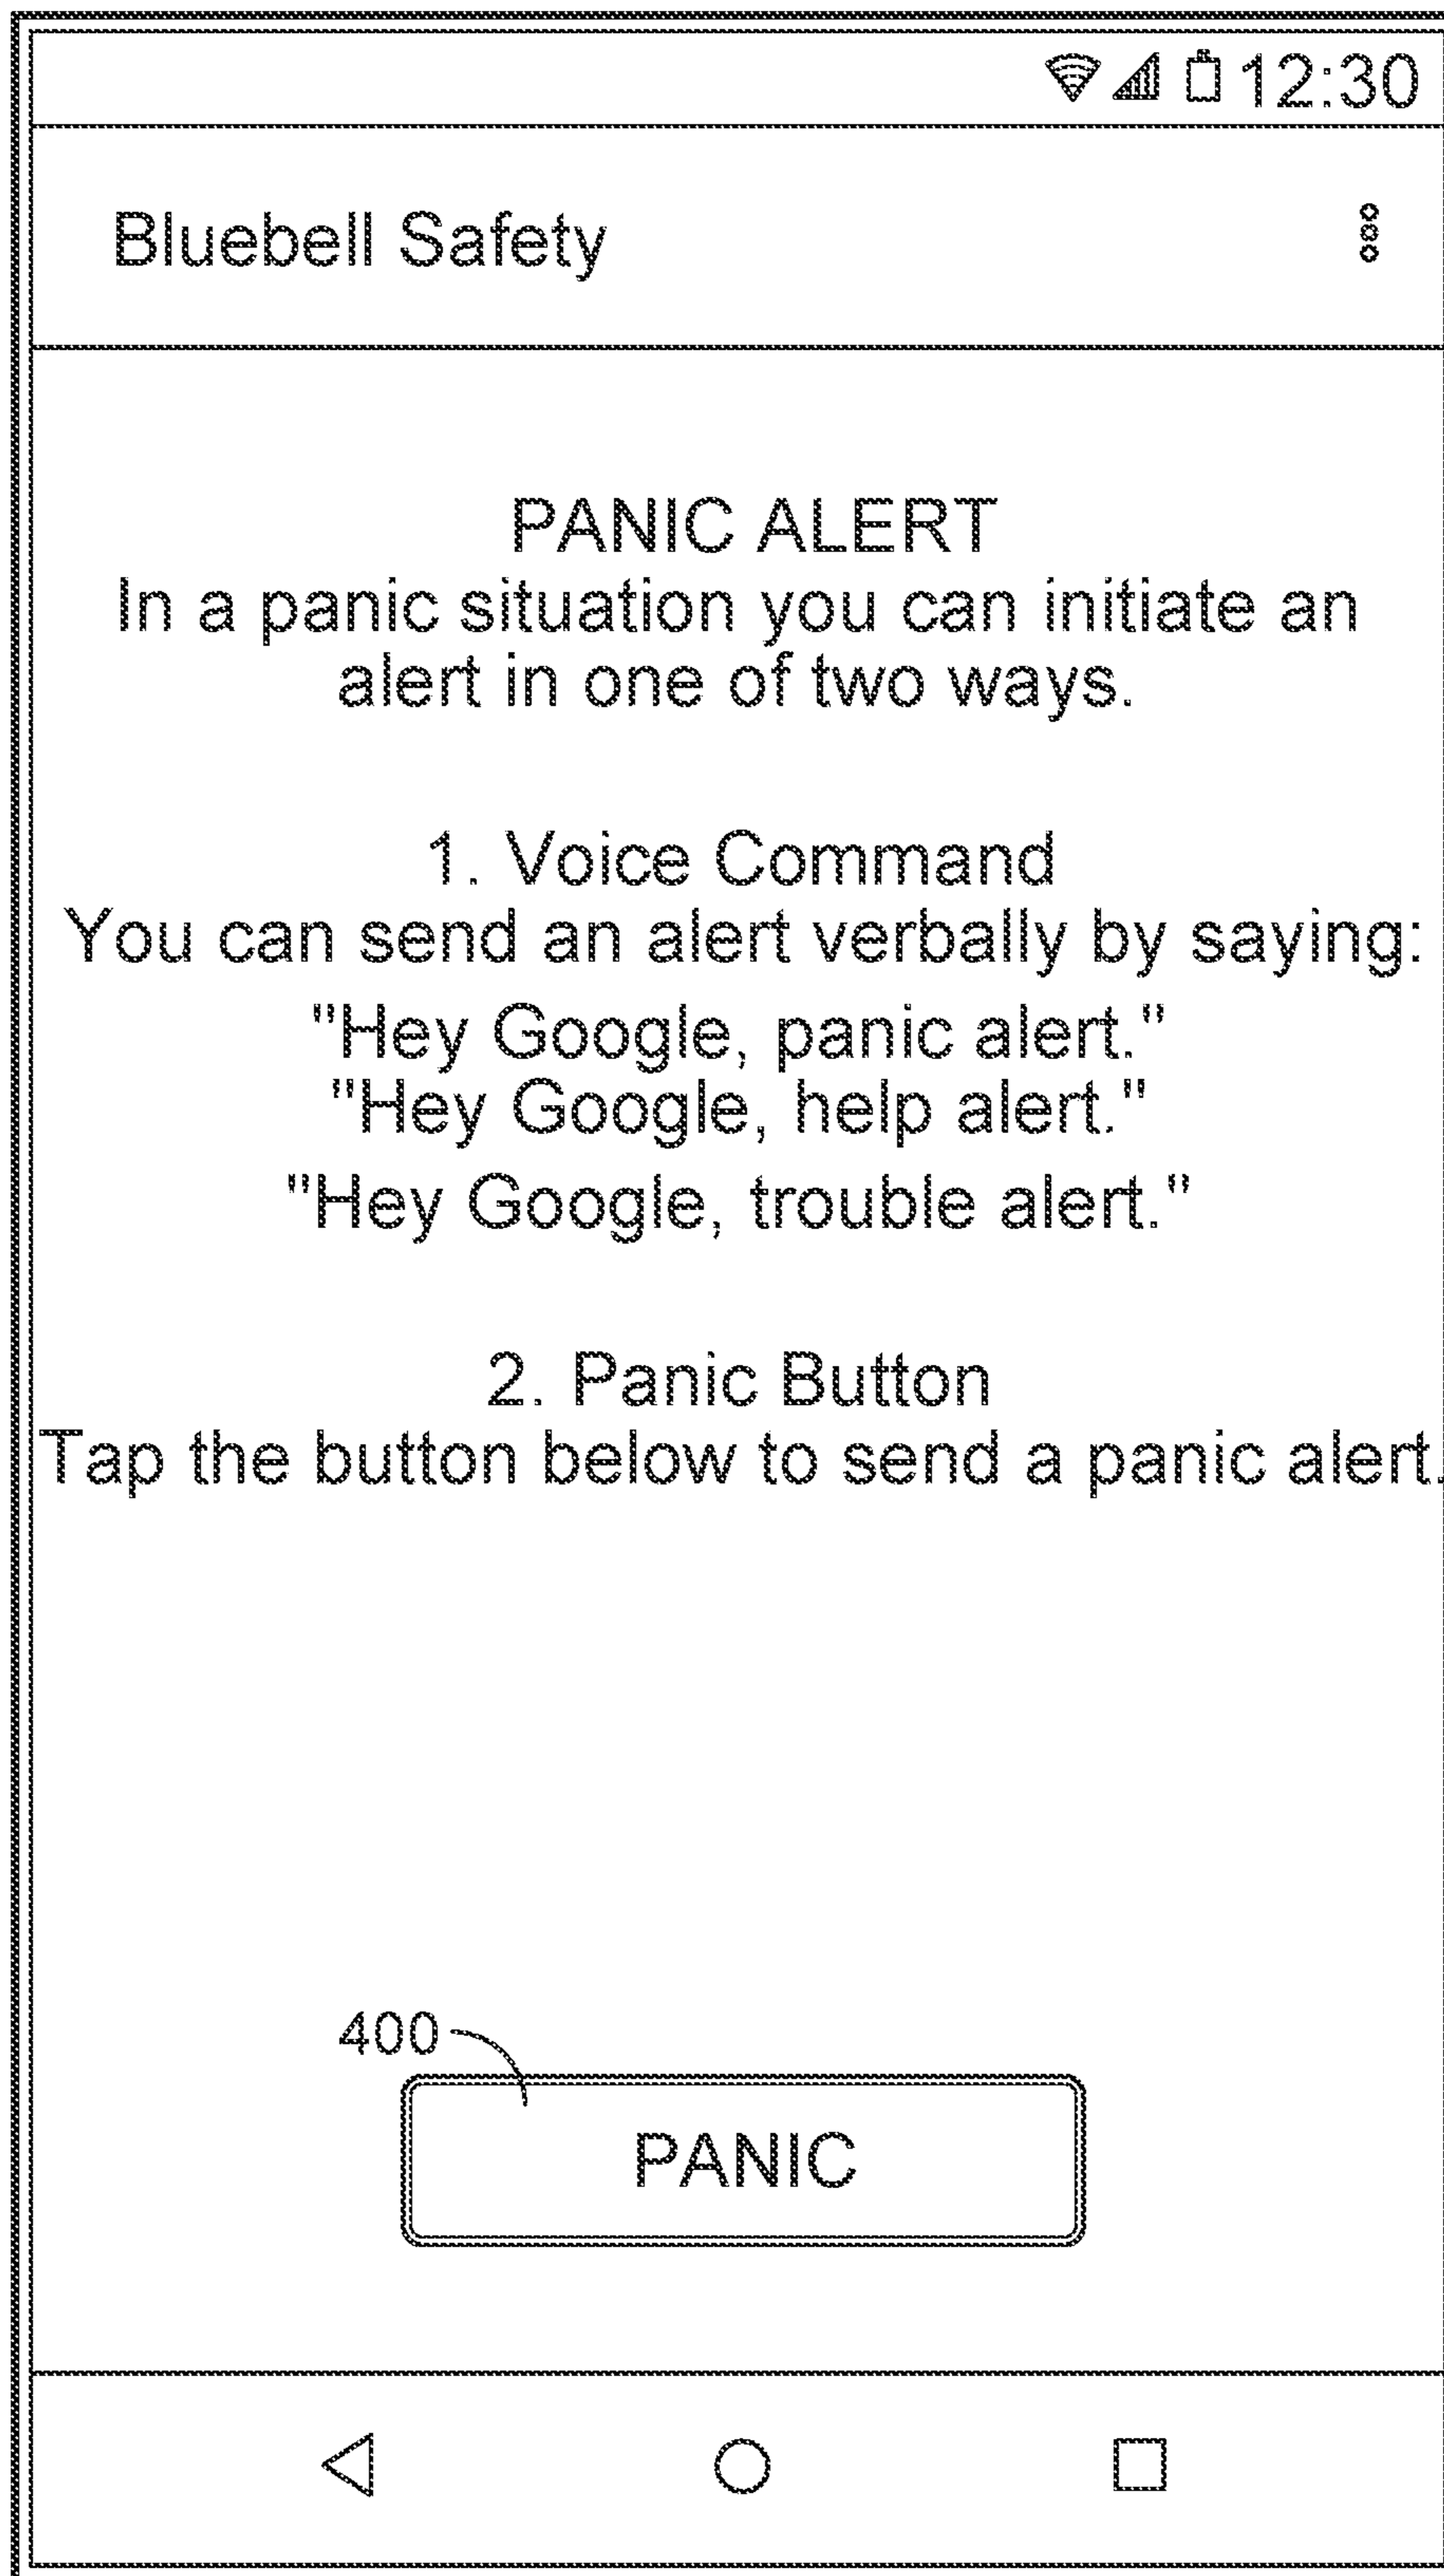 12:30
Bluebell Safety
PANIC ALERT
In a panic situation you can initiate an
alert in one of two ways.
1. Voice Command
You can send an alert verbally by saying:
"Hey Google, panic alert."
"Hey Google, help alert."
"Hey Google, trouble alert."
2. Panic Button
Tap the button below to send a panic alert.
400
PANIC